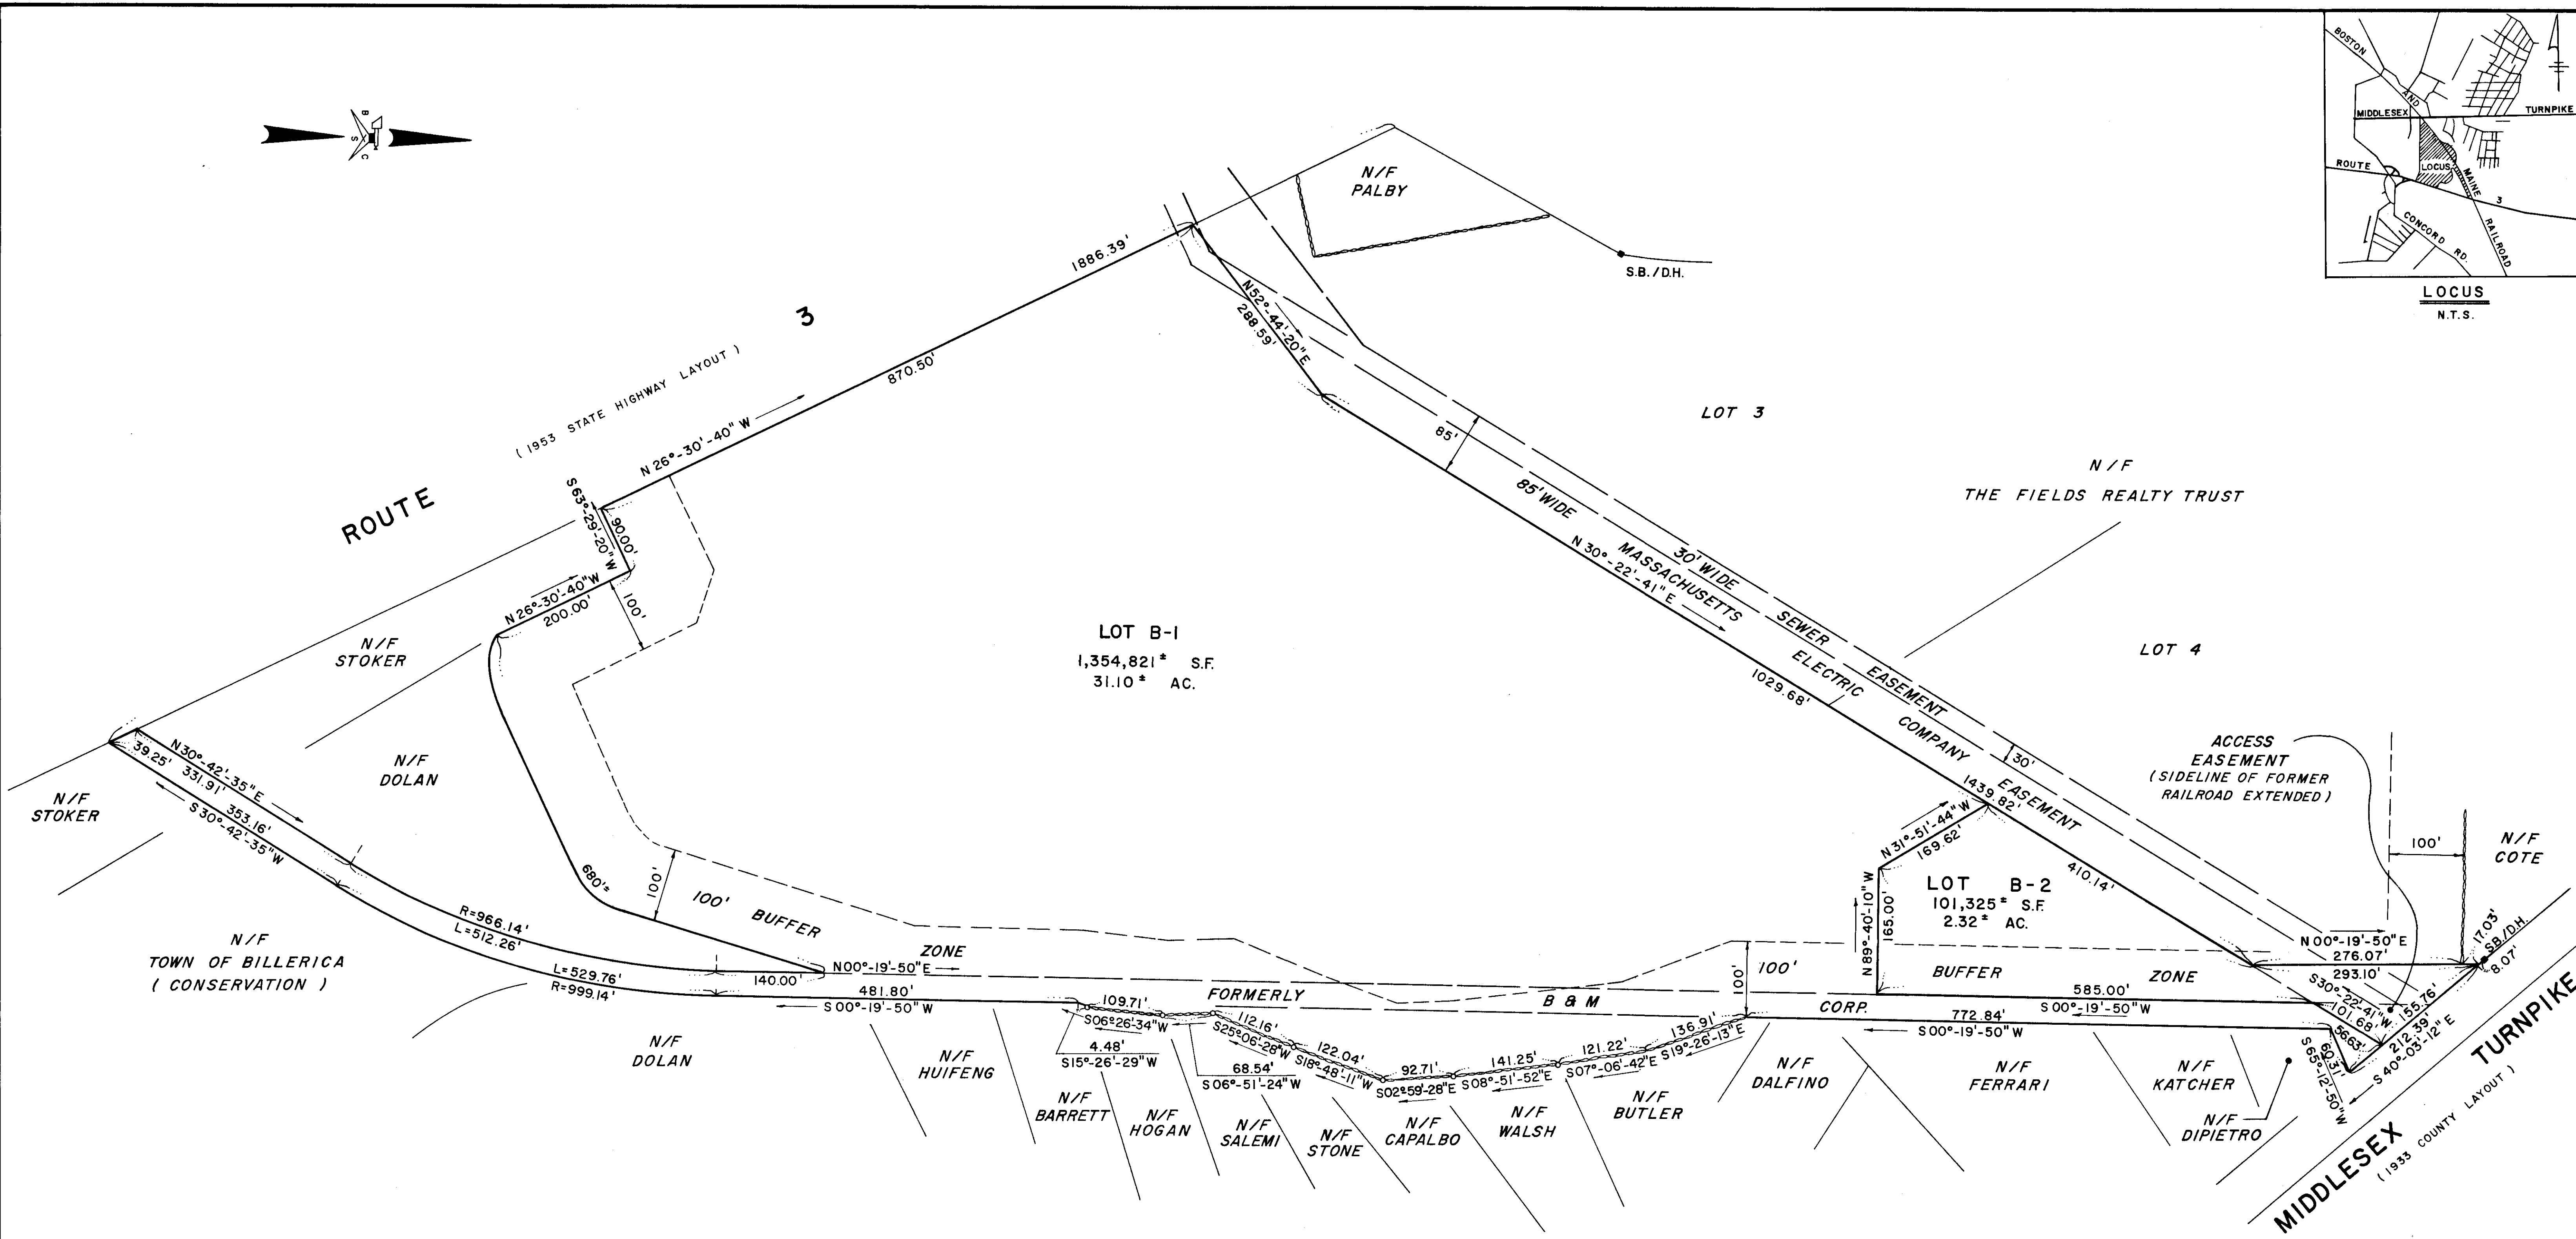 B
S C
BOSTON
AND
MIDDLESEX
TURNPIKE
ROUTE
LOCUS
MAINE
3
CONCORD RD.
RAILROAD
LOCUS
N.T.S.
N/F
PALBY
S.B./D.H.
1886.39'
3
ROUTE
( 1953 STATE HIGHWAY LAYOUT )
870.50'
N 26°-30'-40" W
S 63°-29'-20" W
90.00'
N 26°-30'-40" W
200.00'
100'
N52°-44'-20" E
288.59'
LOT 3
85'
85' WIDE
MASSACHUSETTS
ELECTRIC
COMPANY
EASEMENT
30' WIDE
SEWER
EASEMENT
N 30°-22'-41" E
1029.68'
1439.82'
30'
N/F
THE FIELDS REALTY TRUST
LOT 4
LOT B-1
1,354,821± S.F.
31.10± AC.
N/F
STOKER
N/F
DOLAN
N/F
STOKER
39.25'
N 30°-42'-35" E
331.91'
353.16'
S 30°-42'-35" W
N/F
TOWN OF BILLERICA
( CONSERVATION )
680'±
100'
100' BUFFER
ZONE
R=966.14'
L=512.26'
L=529.76'
R=999.14'
140.00'
N00°-19'-50" E
481.80'
S 00°-19'-50" W
N/F
DOLAN
N/F
HUIFENG
N/F
BARRETT
N/F
HOGAN
N/F
SALEMI
N/F
STONE
N/F
CAPALBO
N/F
WALSH
N/F
BUTLER
N/F
DALFINO
N/F
FERRARI
N/F
KATCHER
N/F
DIPIETRO
109.71'
S06°26'-34" W
4.48'
S15°-26'-29" W
68.54'
S 06°-51'-24" W
112.16'
S25°-06'-28" W
122.04'
S18°-48'-11" W
92.71'
S02°59'-28" E
141.25'
S08°-51'-52" E
121.22'
S07°-06'-42" E
136.91'
S19°-26'-13" E
FORMERLY
B & M
CORP.
100'
100'
BUFFER
ZONE
N 89°-40'-10" W
165.00'
N 31°-51'-44" W
169.62'
LOT B-2
101,325± S.F.
2.32± AC.
410.14'
585.00'
S 00°-19'-50" W
772.84'
S 00°-19'-50" W
ACCESS
EASEMENT
( SIDELINE OF FORMER
RAILROAD EXTENDED )
100'
N/F
COTE
N 00°-19'-50" E
276.07'
293.10'
17.03'
S.B./D.H.
8.07'
S 30°-22'-41" W
101.68'
155.76'
212.39'
S 40°-03'-12" E
56.63'
60.31'
S 65°-12'-50" W
MIDDLESEX
TURNPIKE
( 1933 COUNTY LAYOUT )